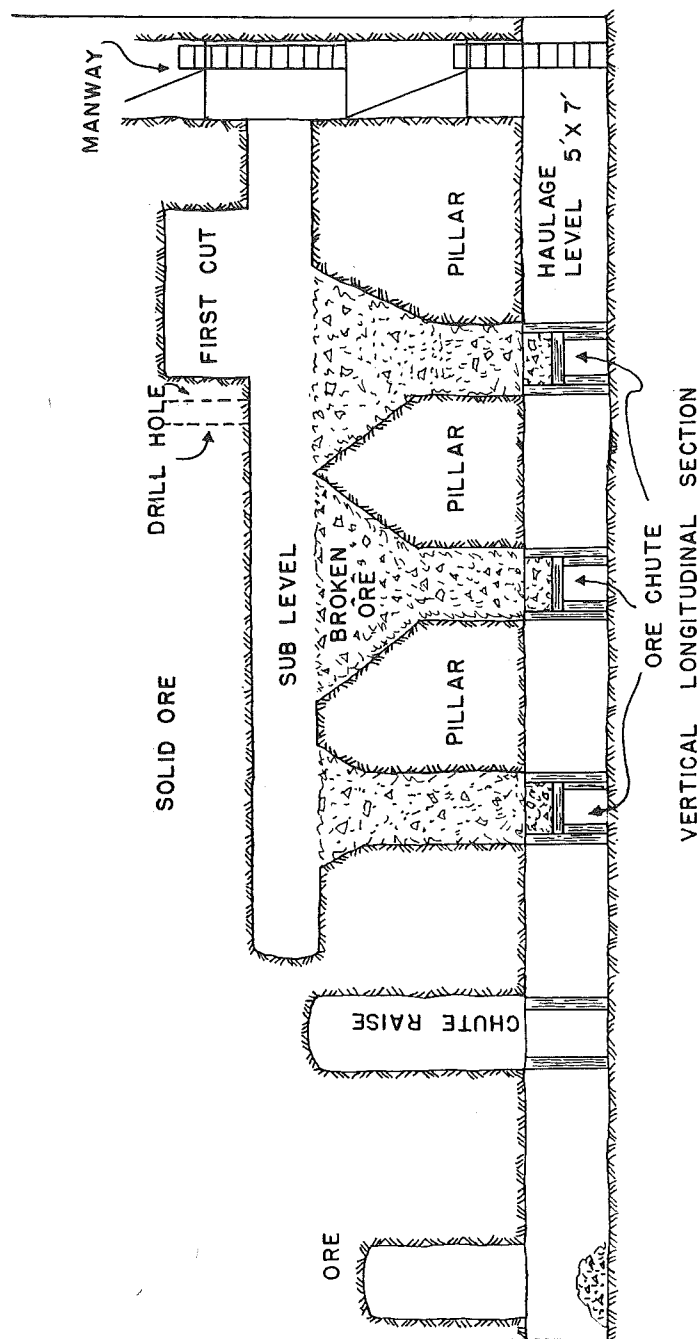 MANWAY
SOLID ORE
DRILL HOLE
FIRST CUT
SUB LEVEL
BROKEN
ORE
ORE
CHUTE RAISE
PILLAR
PILLAR
PILLAR
HAULAGE
LEVEL 5' X 7'
ORE CHUTE
VERTICAL LONGITUDINAL SECTION